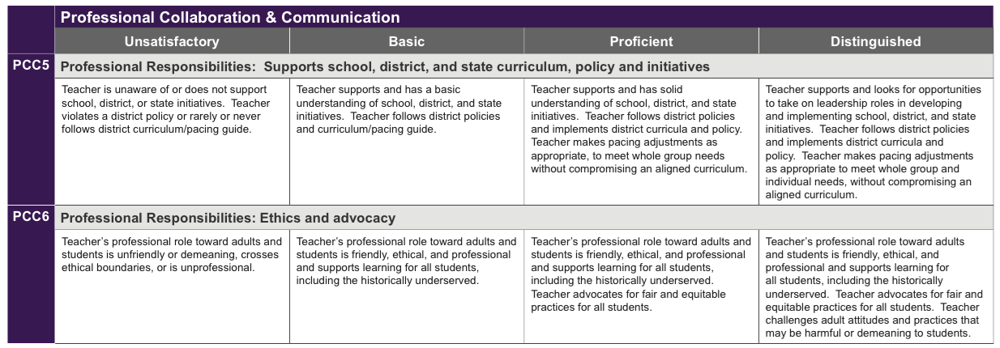 Professional Collaboration & Communication
Unsatisfactory
Basic
Proficient
Distinguished
PCC5
Professional Responsibilities:  Supports school, district, and state curriculum, policy and initiatives
Teacher is unaware of or does not support
school, district, or state initiatives.  Teacher
violates a district policy or rarely or never
follows district curriculum/pacing guide.
Teacher supports and has a basic
understanding of school, district, and state
initiatives.  Teacher follows district policies
and curriculum/pacing guide.
Teacher supports and has solid
understanding of school, district, and state
initiatives.  Teacher follows district policies
and implements district curricula and policy.
Teacher makes pacing adjustments as
appropriate, to meet whole group needs
without compromising an aligned curriculum.
Teacher supports and looks for opportunities
to take on leadership roles in developing
and implementing school, district, and state
initiatives.  Teacher follows district policies
and implements district curricula and
policy.  Teacher makes pacing adjustments
as appropriate to meet whole group and
individual needs, without compromising an
aligned curriculum.
PCC6
Professional Responsibilities: Ethics and advocacy
Teacher’s professional role toward adults and
students is unfriendly or demeaning, crosses
ethical boundaries, or is unprofessional.
Teacher’s professional role toward adults and
students is friendly, ethical, and professional
and supports learning for all students,
including the historically underserved.
Teacher’s professional role toward adults and
students is friendly, ethical, and professional
and supports learning for all students,
including the historically underserved.
Teacher advocates for fair and equitable
practices for all students.
Teacher’s professional role toward adults
and students is friendly, ethical, and
professional and supports learning for
all students, including the historically
underserved.  Teacher advocates for fair and
equitable practices for all students.  Teacher
challenges adult attitudes and practices that
may be harmful or demeaning to students.